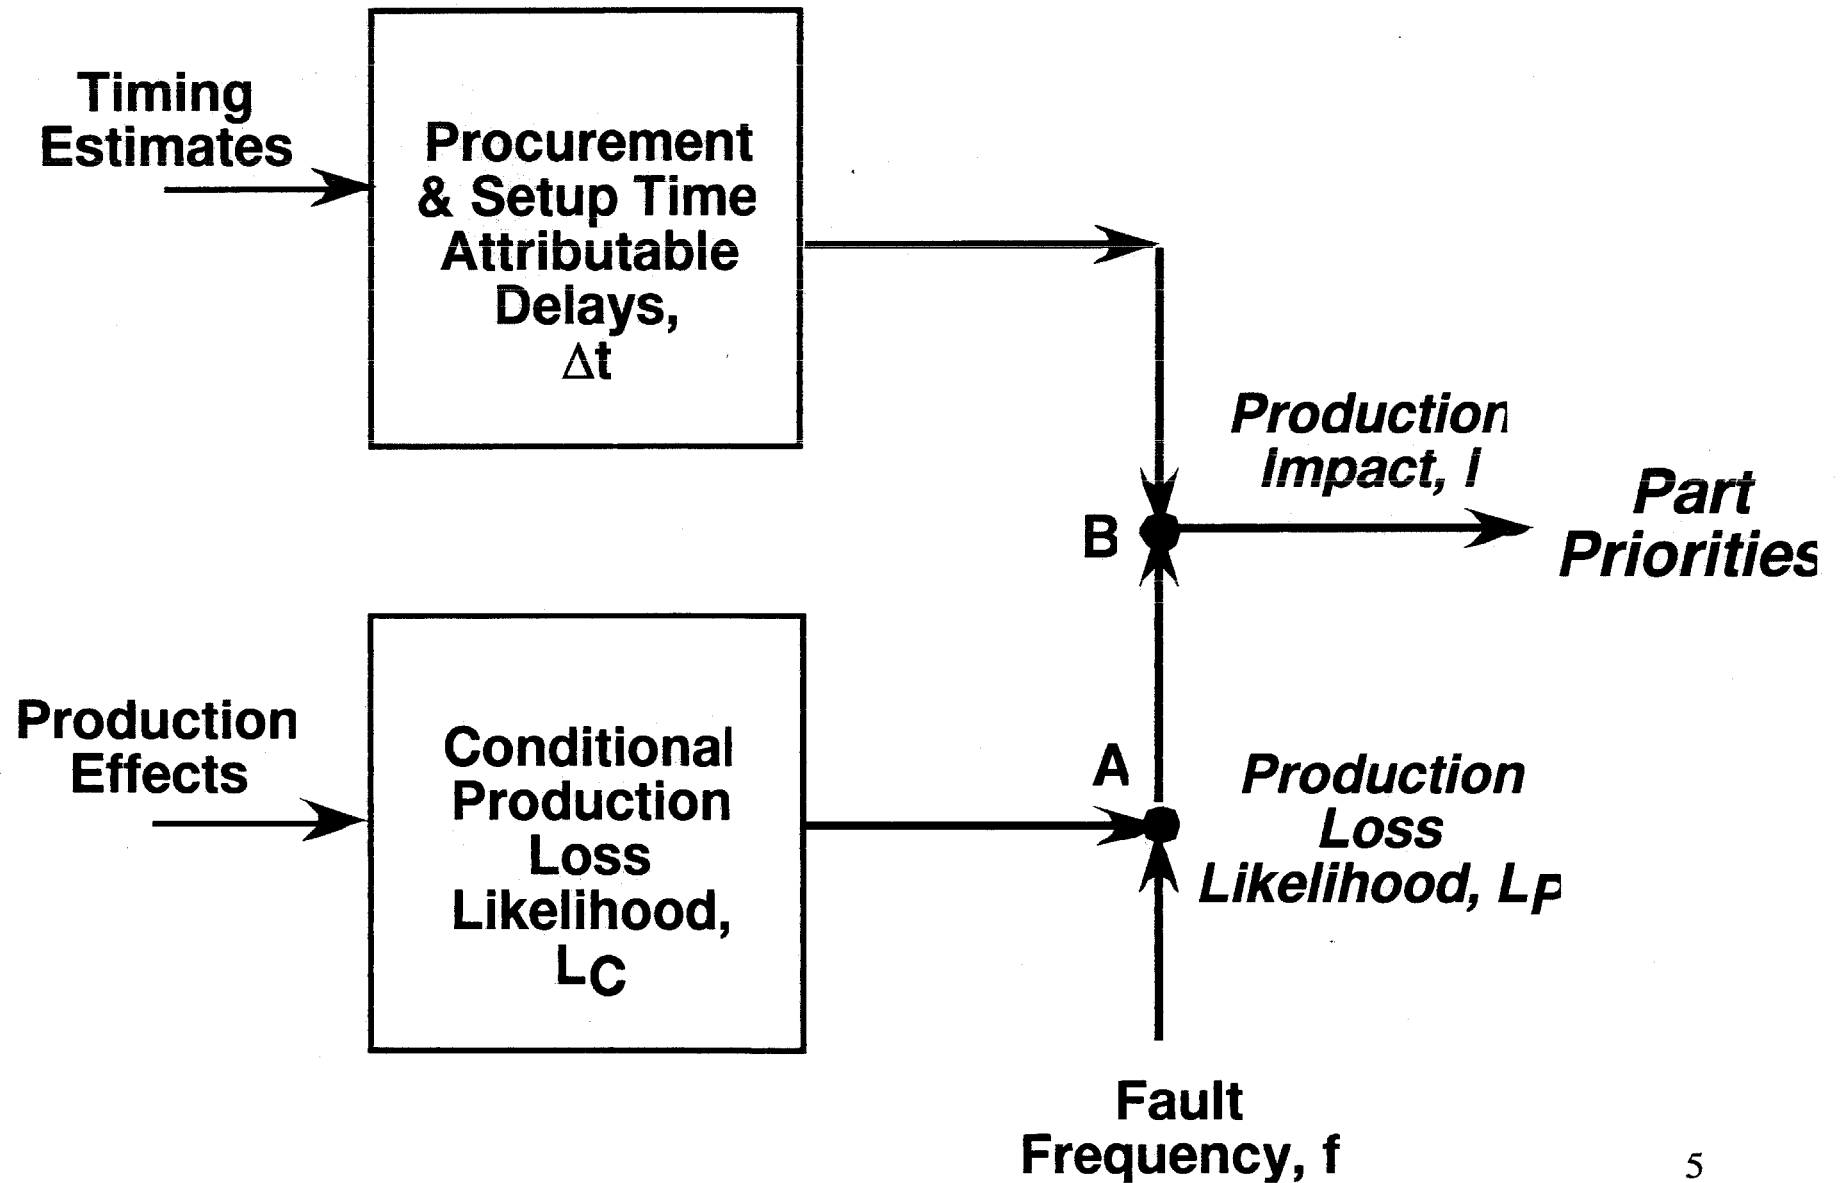 Timing
Estimates
Procurement
& Setup Time
Attributable
Delays,
Δt
Production
Impact, I
B
Part
Priorities
Production
Effects
Conditional
Production
Loss
Likelihood,
LC
A
Production
Loss
Likelihood, LP
Fault
Frequency, f
5